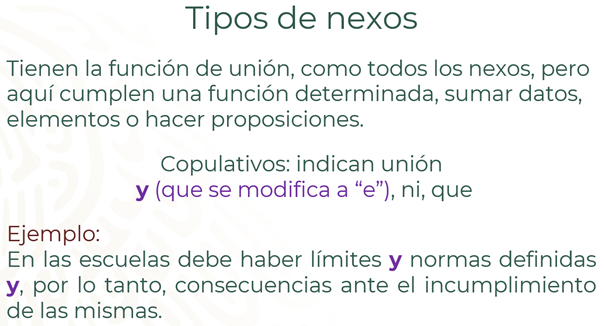 Tipos de nexos
Tienen la función de unión, como todos los nexos, pero
aquí cumplen una función determinada, sumar datos,
elementos o hacer proposiciones.
Copulativos: indican unión
y (que se modifica a “e”), ni, que
Ejemplo:
En las escuelas debe haber límites y normas definidas
y, por lo tanto, consecuencias ante el incumplimiento
de las mismas.